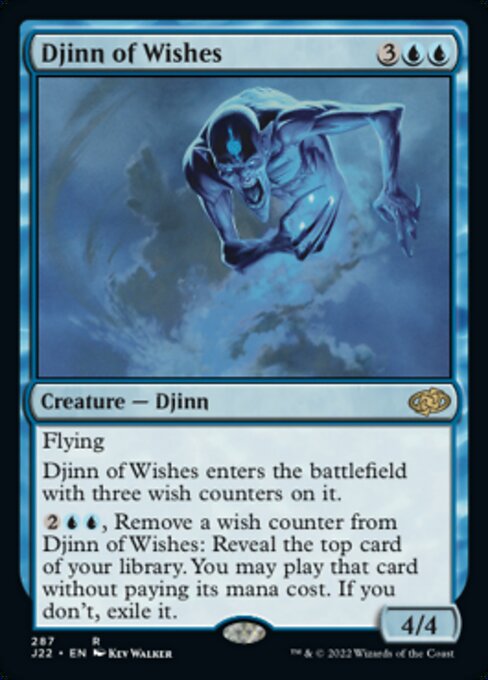 Djinn of Wishes 3
Creature — Djinn
Flying
Djinn of Wishes enters the battlefield
with three wish counters on it.
2, Remove a wish counter from
Djinn of Wishes: Reveal the top card
of your library. You may play that card
without paying its mana cost. If you
don't, exile it.
4/4
287 R
J22 • EN Kev Walker
™ & © 2022 Wizards of the Coast